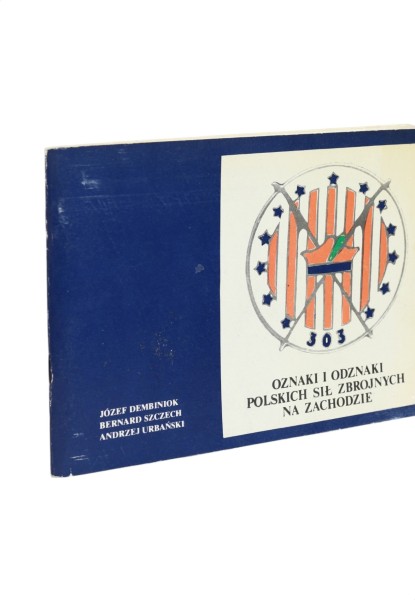 303
OZNAKI I ODZNAKI
POLSKICH SIŁ ZBROJNYCH
NA ZACHODZIE
JÓZEF DEMBINIOK
BERNARD SZCZECH
ANDRZEJ URBAŃSKI